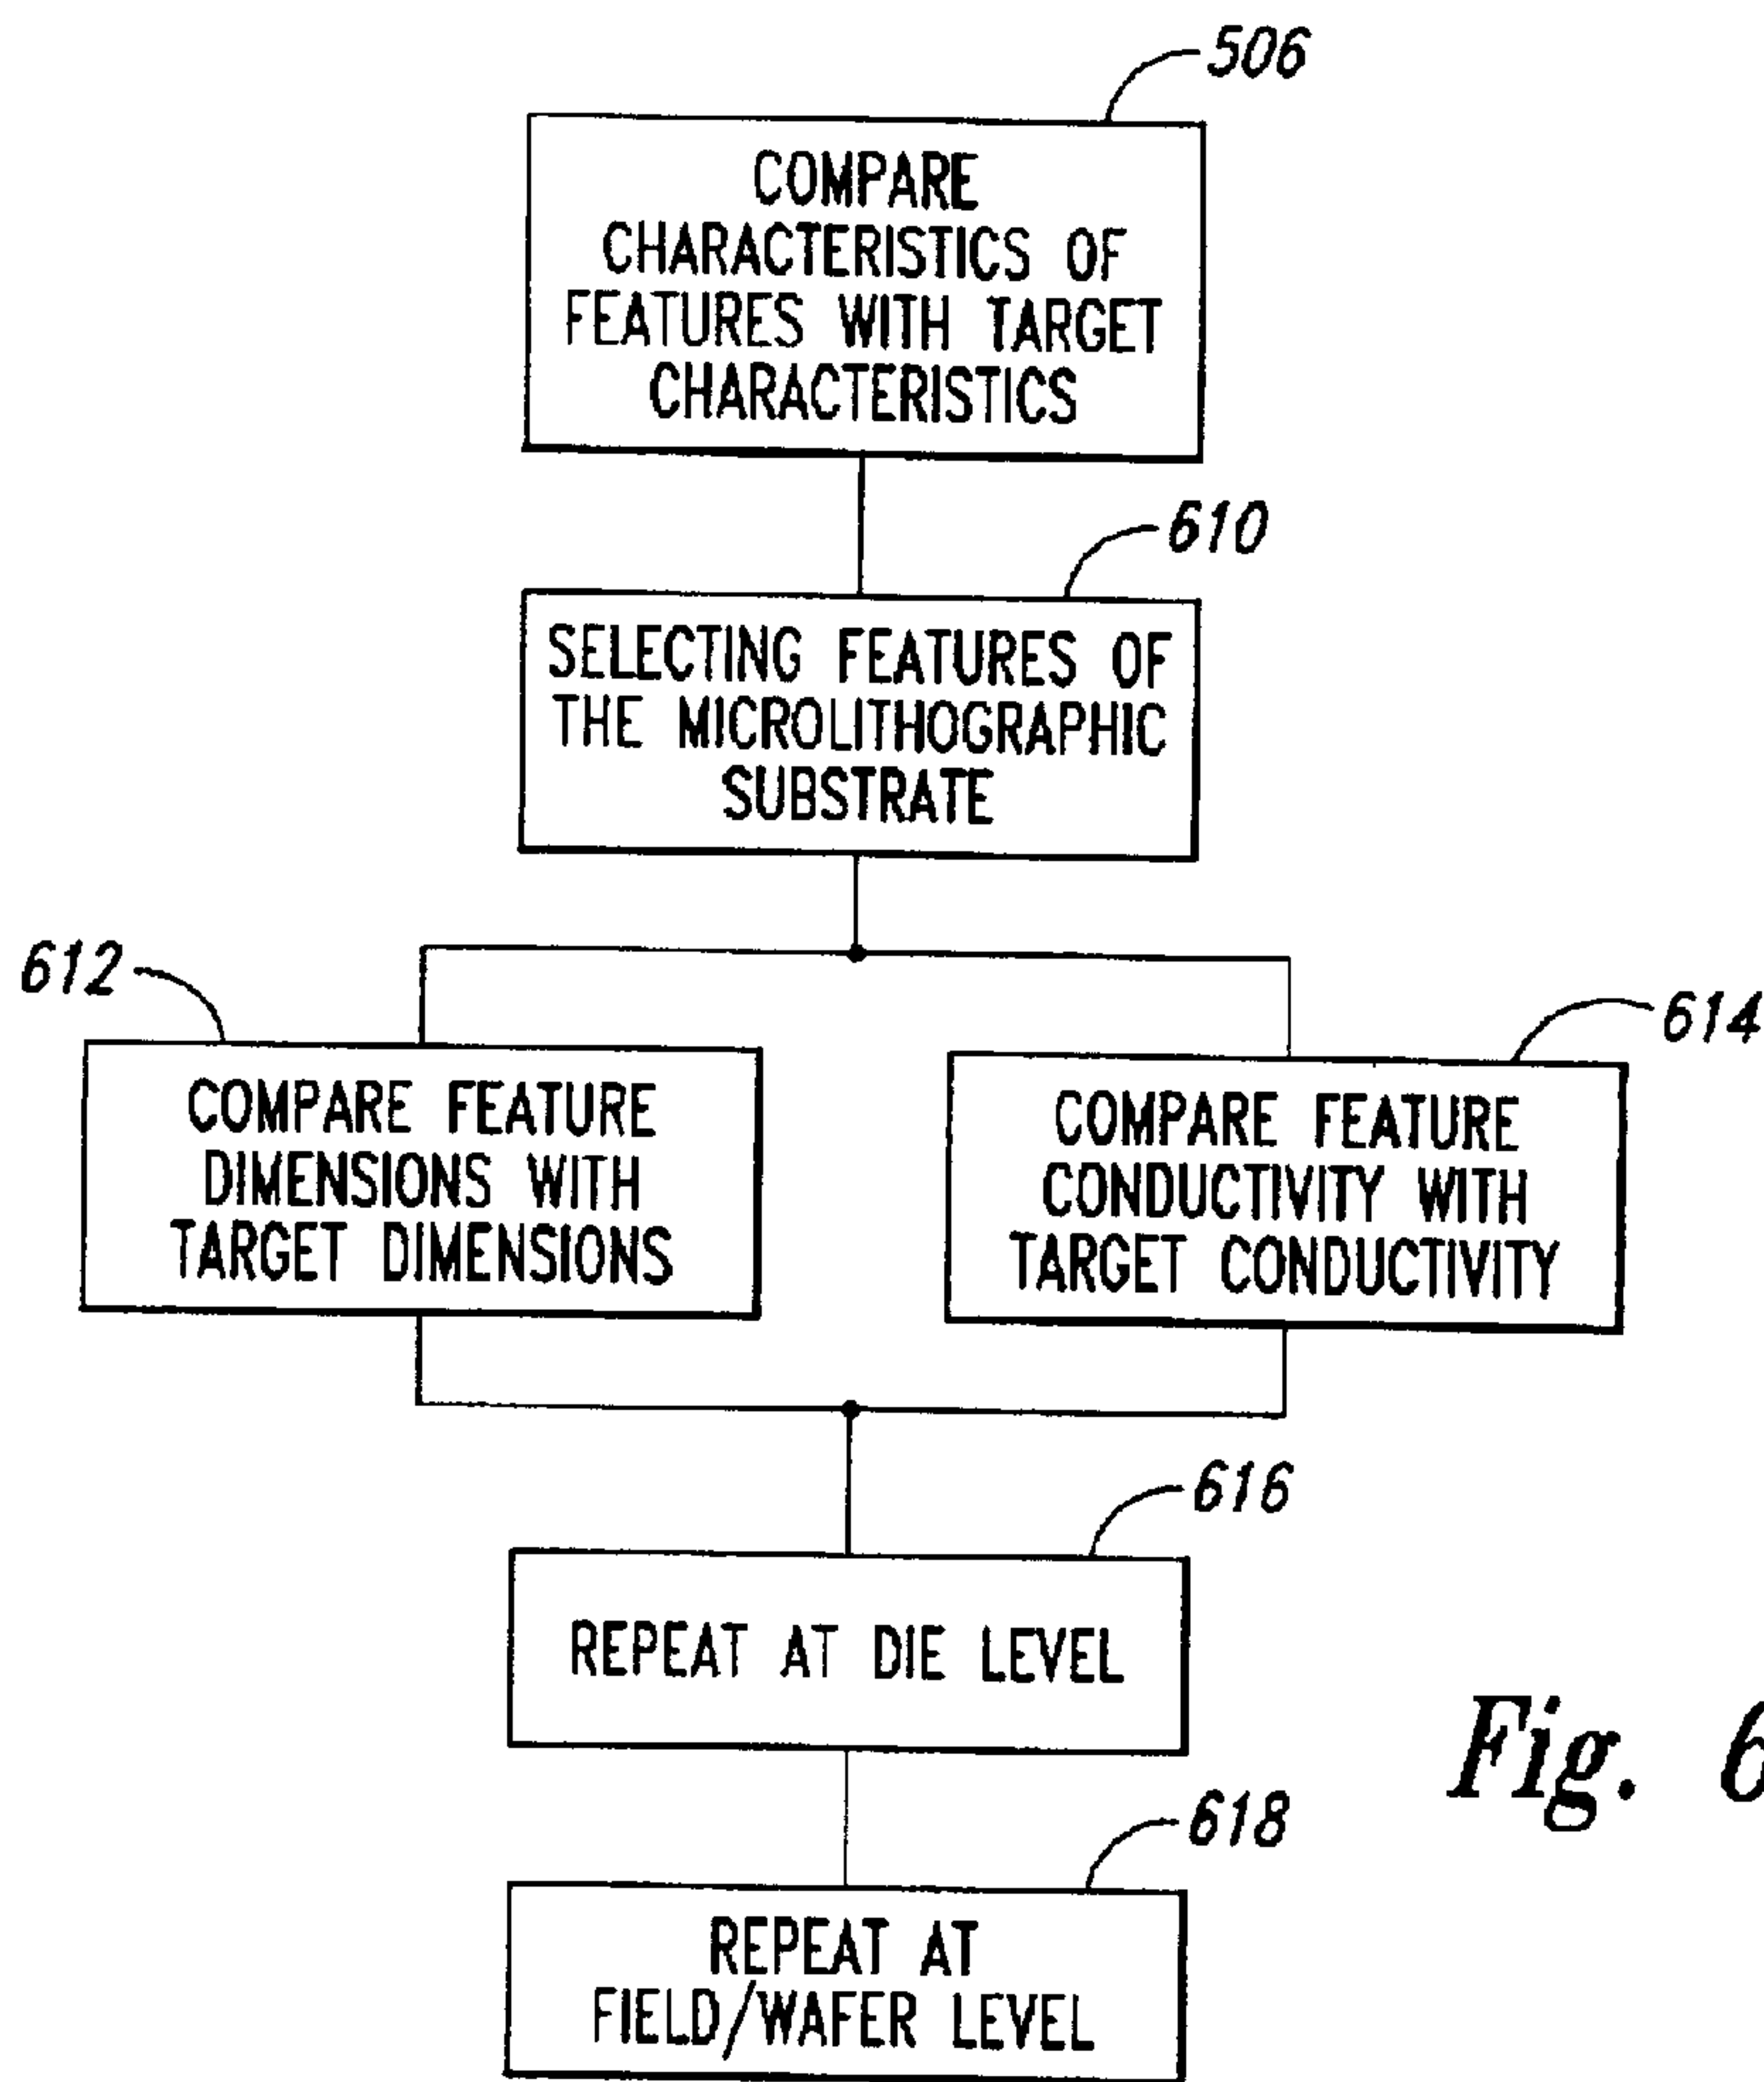 506
COMPARE
CHARACTERISTICS OF
FEATURES WITH TARGET
CHARACTERISTICS
610
SELECTING FEATURES OF
THE MICROLITHOGRAPHIC
SUBSTRATE
612
COMPARE FEATURE
DIMENSIONS WITH
TARGET DIMENSIONS
614
COMPARE FEATURE
CONDUCTIVITY WITH
TARGET CONDUCTIVITY
616
REPEAT AT DIE LEVEL
618
REPEAT AT
FIELD/WAFER LEVEL
Fig. 6